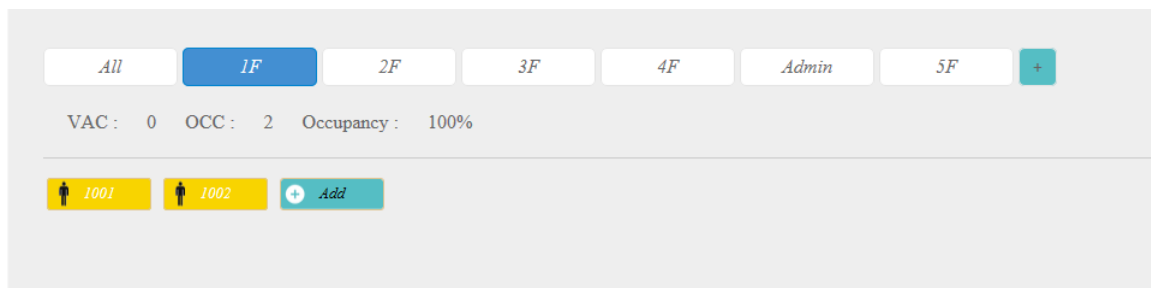 All 1F 2F 3F 4F Admin 5F +
VAC : 0 OCC : 2 Occupancy : 100%
1001 1002 Add